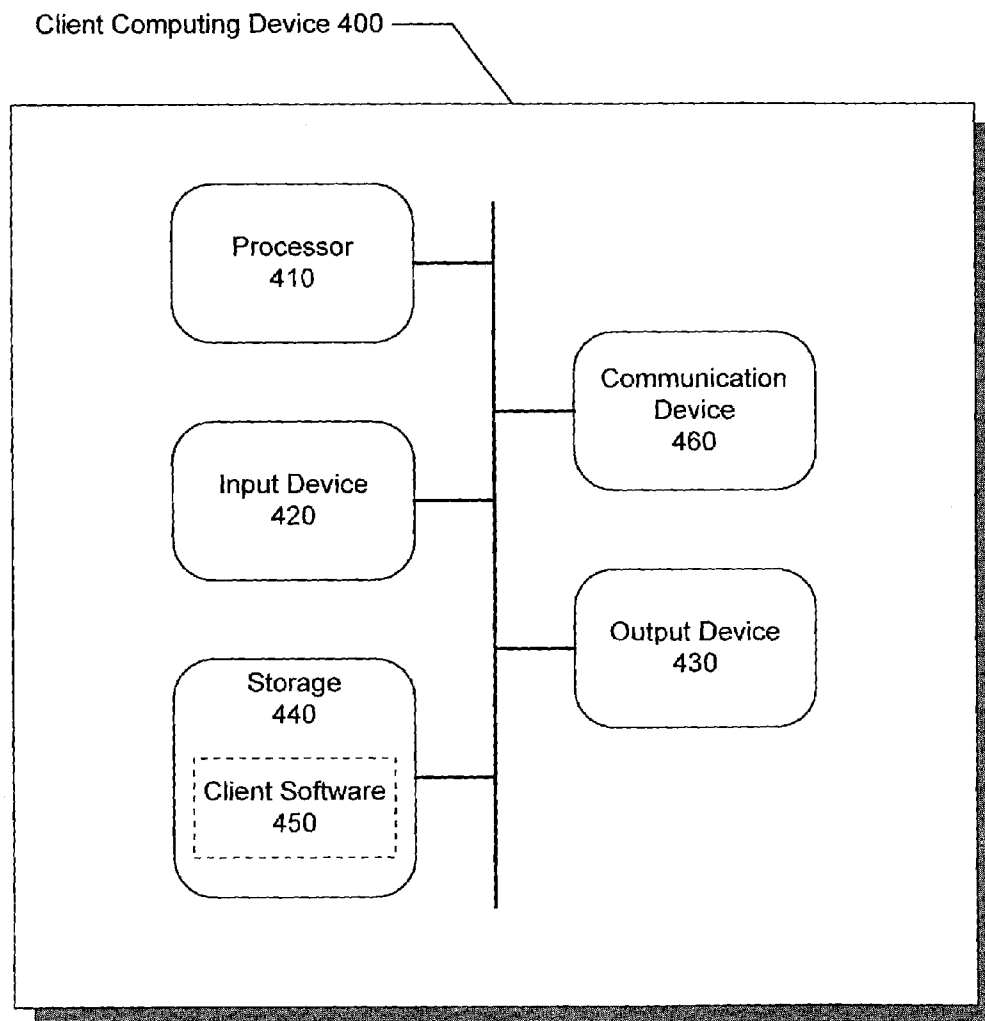 Client Computing Device 400
Processor
410
Communication
Device
460
Input Device
420
Output Device
430
Storage
440
Client Software
450